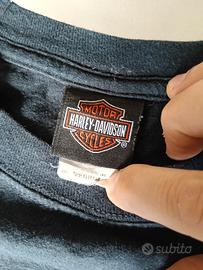 MOTOR
HARLEY-DAVIDSON
CYCLES
®
subito